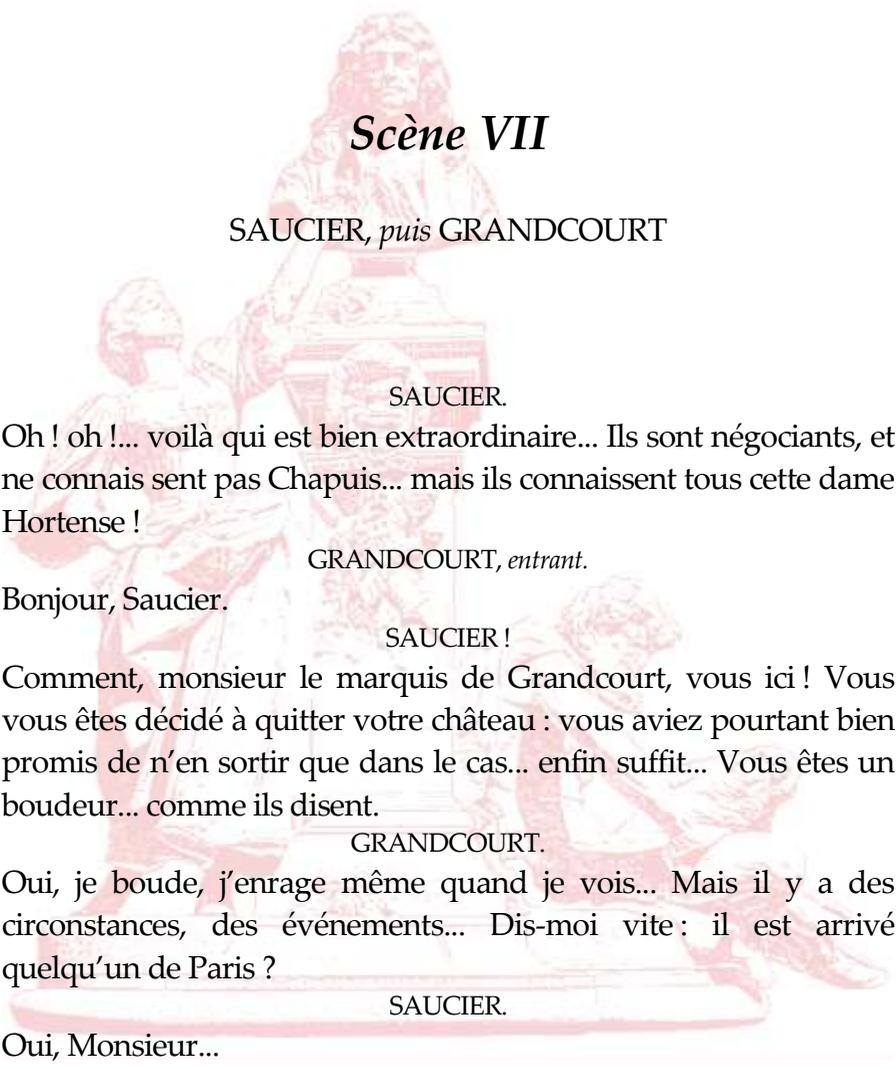 Scène VII
SAUCIER, puis GRANDCOURT
SAUCIER.
Oh ! oh !... voilà qui est bien extraordinaire... Ils sont négociants, et
ne connais sent pas Chapuis... mais ils connaissent tous cette dame
Hortense !
GRANDCOURT, entrant.
Bonjour, Saucier.
SAUCIER !
Comment, monsieur le marquis de Grandcourt, vous ici ! Vous
vous êtes décidé à quitter votre château : vous aviez pourtant bien
promis de n’en sortir que dans le cas... enfin suffit... Vous êtes un
boudeur... comme ils disent.
GRANDCOURT.
Oui, je boude, j’enrage même quand je vois... Mais il y a des
circonstances, des événements... Dis-moi vite : il est arrivé
quelqu’un de Paris ?
SAUCIER.
Oui, Monsieur...